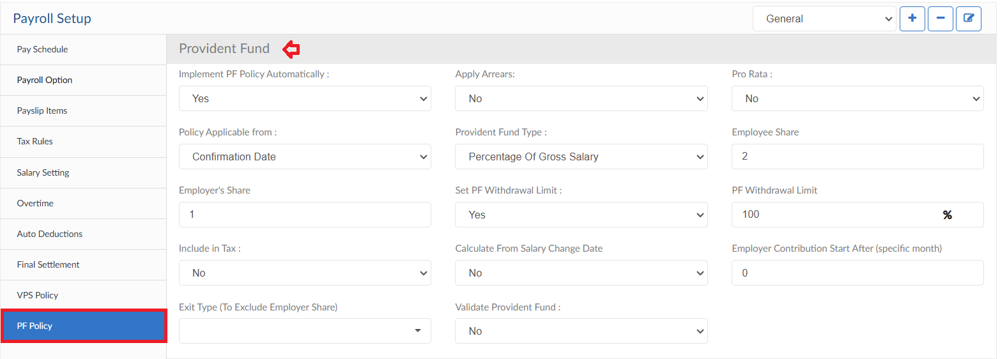 Payroll Setup
General
Pay Schedule
Payroll Option
Payslip Items
Tax Rules
Salary Setting
Overtime
Auto Deductions
Final Settlement
VPS Policy
PF Policy
Provident Fund
Implement PF Policy Automatically :
Yes
Apply Arrears:
No
Pro Rata :
No
Policy Applicable from :
Confirmation Date
Provident Fund Type :
Percentage Of Gross Salary
Employee Share
2
Employer's Share
1
Set PF Withdrawal Limit :
Yes
PF Withdrawal Limit
100 %
Include in Tax :
No
Calculate From Salary Change Date
No
Employer Contribution Start After (specific month)
0
Exit Type (To Exclude Employer Share)
Validate Provident Fund :
No